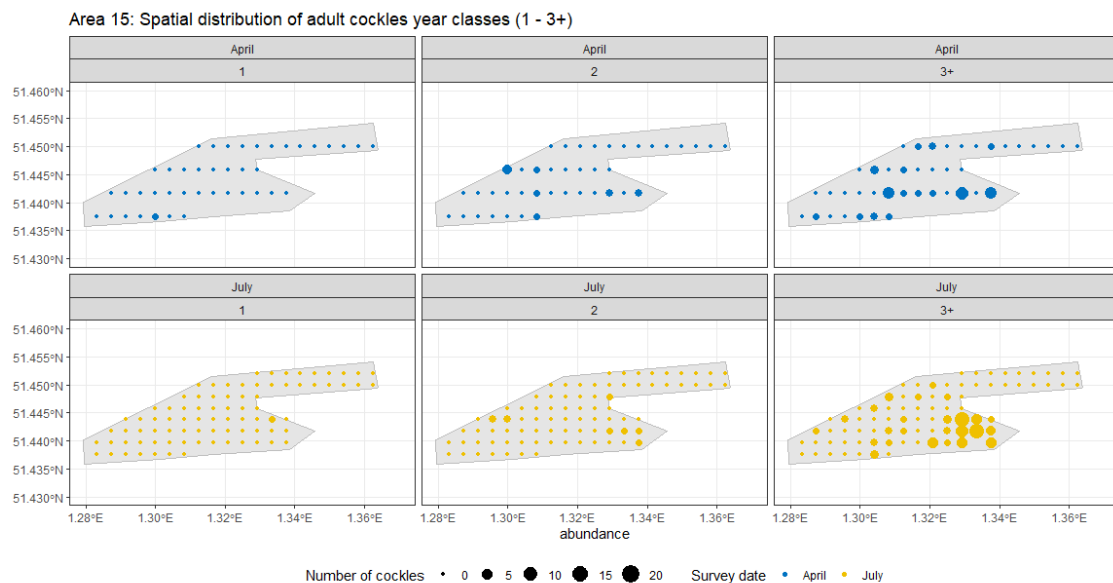 Area 15: Spatial distribution of adult cockles year classes (1 - 3+)
April April April
1 2 3+
51.460°N
51.455°N
51.450°N
51.445°N
51.440°N
51.435°N
51.430°N
July July July
1 2 3+
51.460°N
51.455°N
51.450°N
51.445°N
51.440°N
51.435°N
51.430°N
1.28°E 1.30°E 1.32°E 1.34°E 1.36°E 1.28°E 1.30°E 1.32°E 1.34°E 1.36°E 1.28°E 1.30°E 1.32°E 1.34°E 1.36°E
abundance
Number of cockles 0 5 10 15 20 Survey date April July